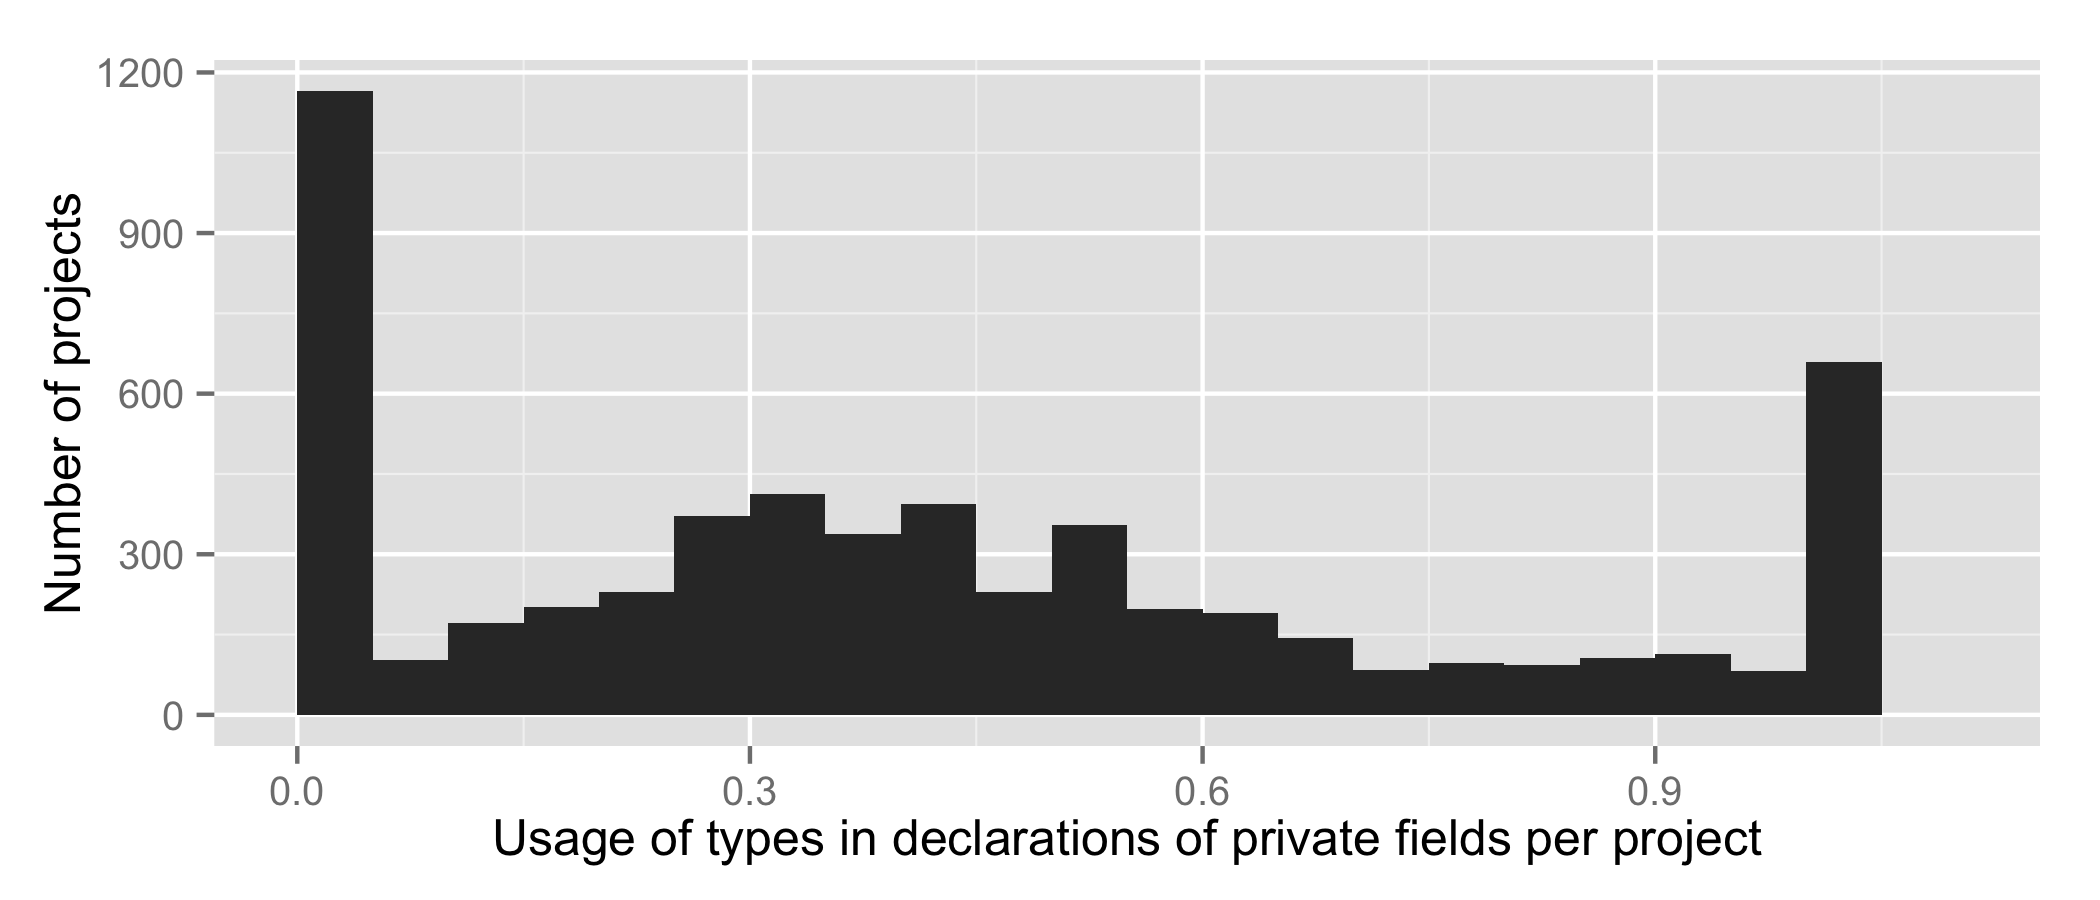 1200
900
600
300
0
Number of projects
0.0 0.3 0.6 0.9
Usage of types in declarations of private fields per project